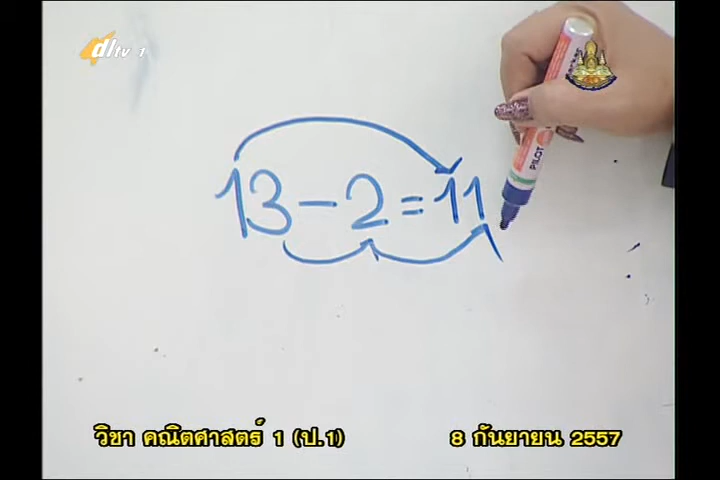 dltv 1
13-2=11
PILOT
วิชา คณิตศาสตร์ 1 (ป.1)
8 กันยายน 2557